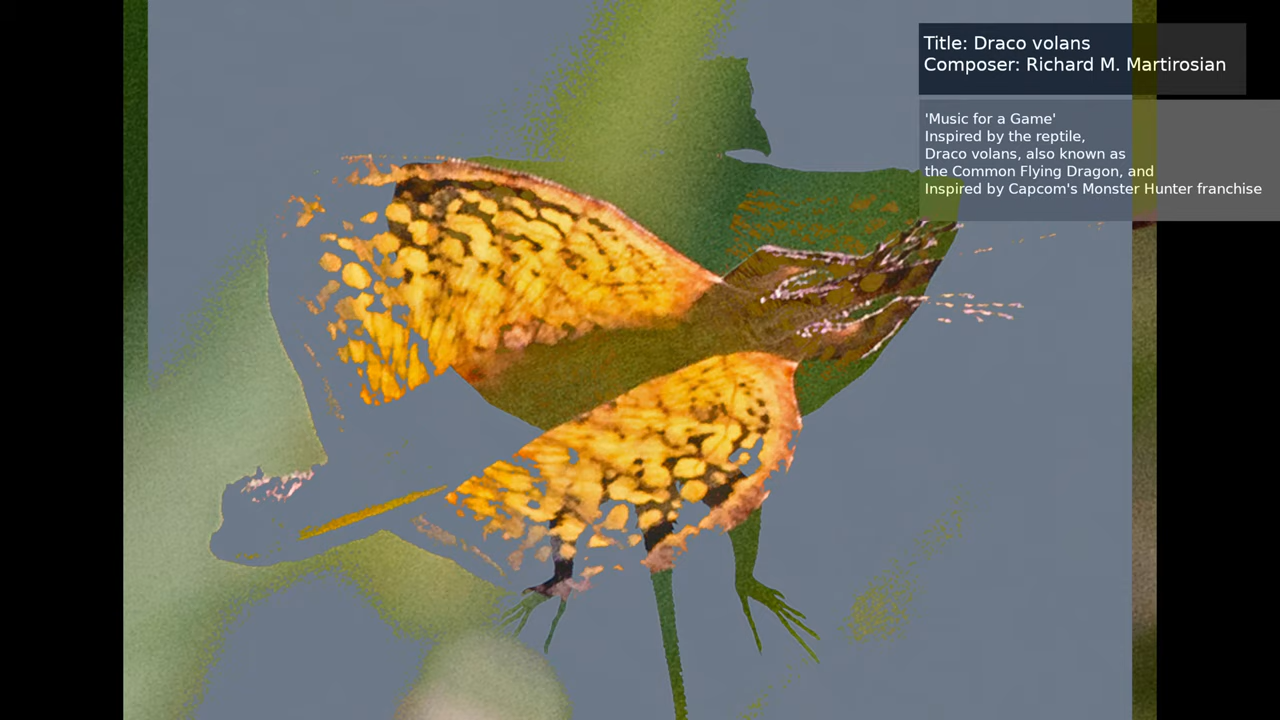 Title: Draco volans
Composer: Richard M. Martirosian
'Music for a Game'
Inspired by the reptile,
Draco volans, also known as
the Common Flying Dragon, and
Inspired by Capcom's Monster Hunter franchise